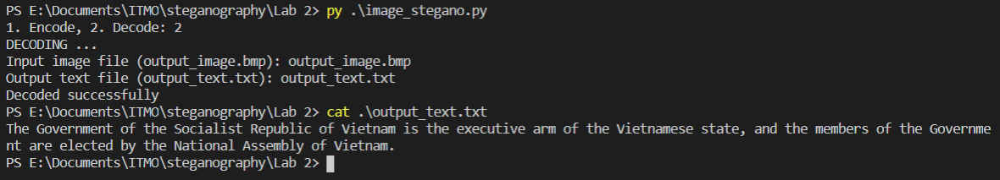 PS E:\Documents\ITMO\steganography\Lab 2> py .\image_stegano.py
1. Encode, 2. Decode: 2
DECODING ...
Input image file (output_image.bmp): output_image.bmp
Output text file (output_text.txt): output_text.txt
Decoded successfully
PS E:\Documents\ITMO\steganography\Lab 2> cat .\output_text.txt
The Government of the Socialist Republic of Vietnam is the executive arm of the Vietnamese state, and the members of the Governme
nt are elected by the National Assembly of Vietnam.
PS E:\Documents\ITMO\steganography\Lab 2>